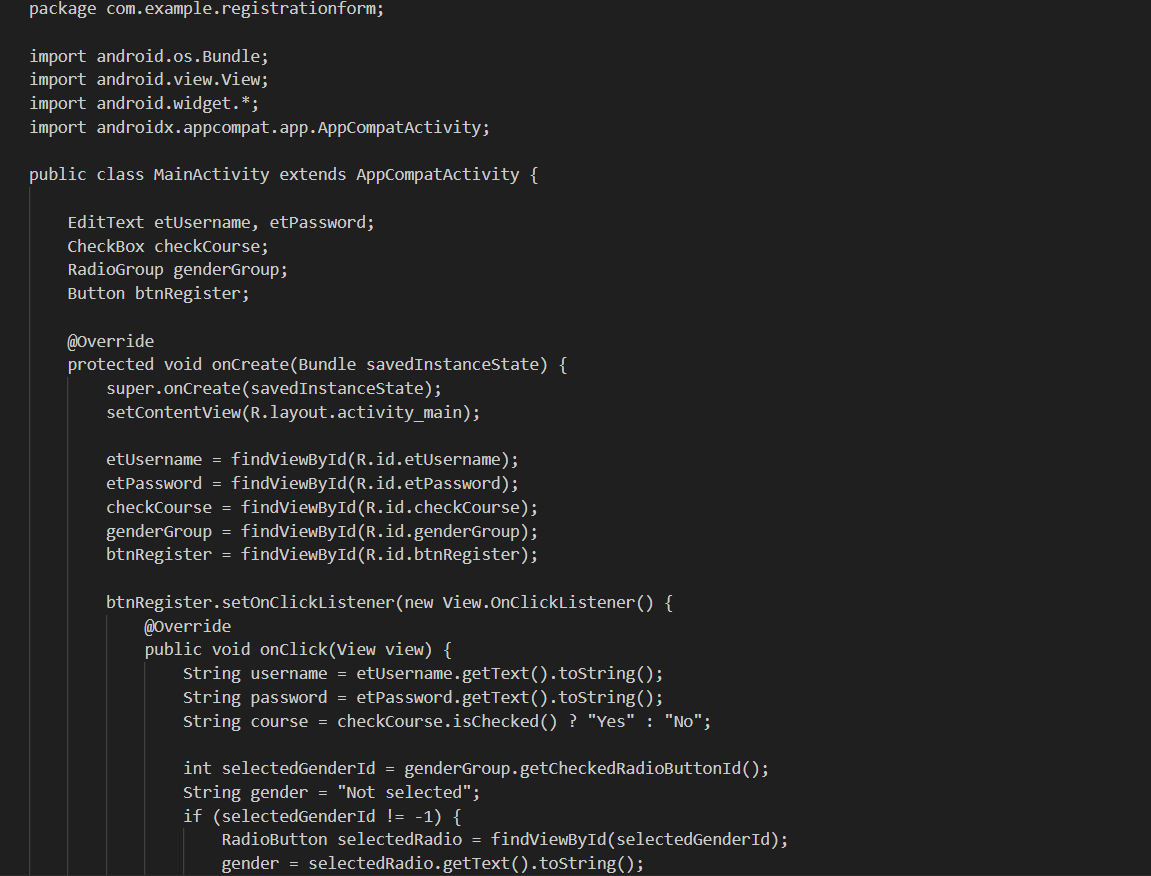 package com.example.registrationform;
import android.os.Bundle;
import android.view.View;
import android.widget.*;
import androidx.appcompat.app.AppCompatActivity;
public class MainActivity extends AppCompatActivity {
EditText etUsername, etPassword;
CheckBox checkCourse;
RadioGroup genderGroup;
Button btnRegister;
@Override
protected void onCreate(Bundle savedInstanceState) {
super.onCreate(savedInstanceState);
setContentView(R.layout.activity_main);
etUsername = findViewById(R.id.etUsername);
etPassword = findViewById(R.id.etPassword);
checkCourse = findViewById(R.id.checkCourse);
genderGroup = findViewById(R.id.genderGroup);
btnRegister = findViewById(R.id.btnRegister);
btnRegister.setOnClickListener(new View.OnClickListener() {
@Override
public void onClick(View view) {
String username = etUsername.getText().toString();
String password = etPassword.getText().toString();
String course = checkCourse.isChecked() ? "Yes" : "No";
int selectedGenderId = genderGroup.getCheckedRadioButtonId();
String gender = "Not selected";
if (selectedGenderId != -1) {
RadioButton selectedRadio = findViewById(selectedGenderId);
gender = selectedRadio.getText().toString();